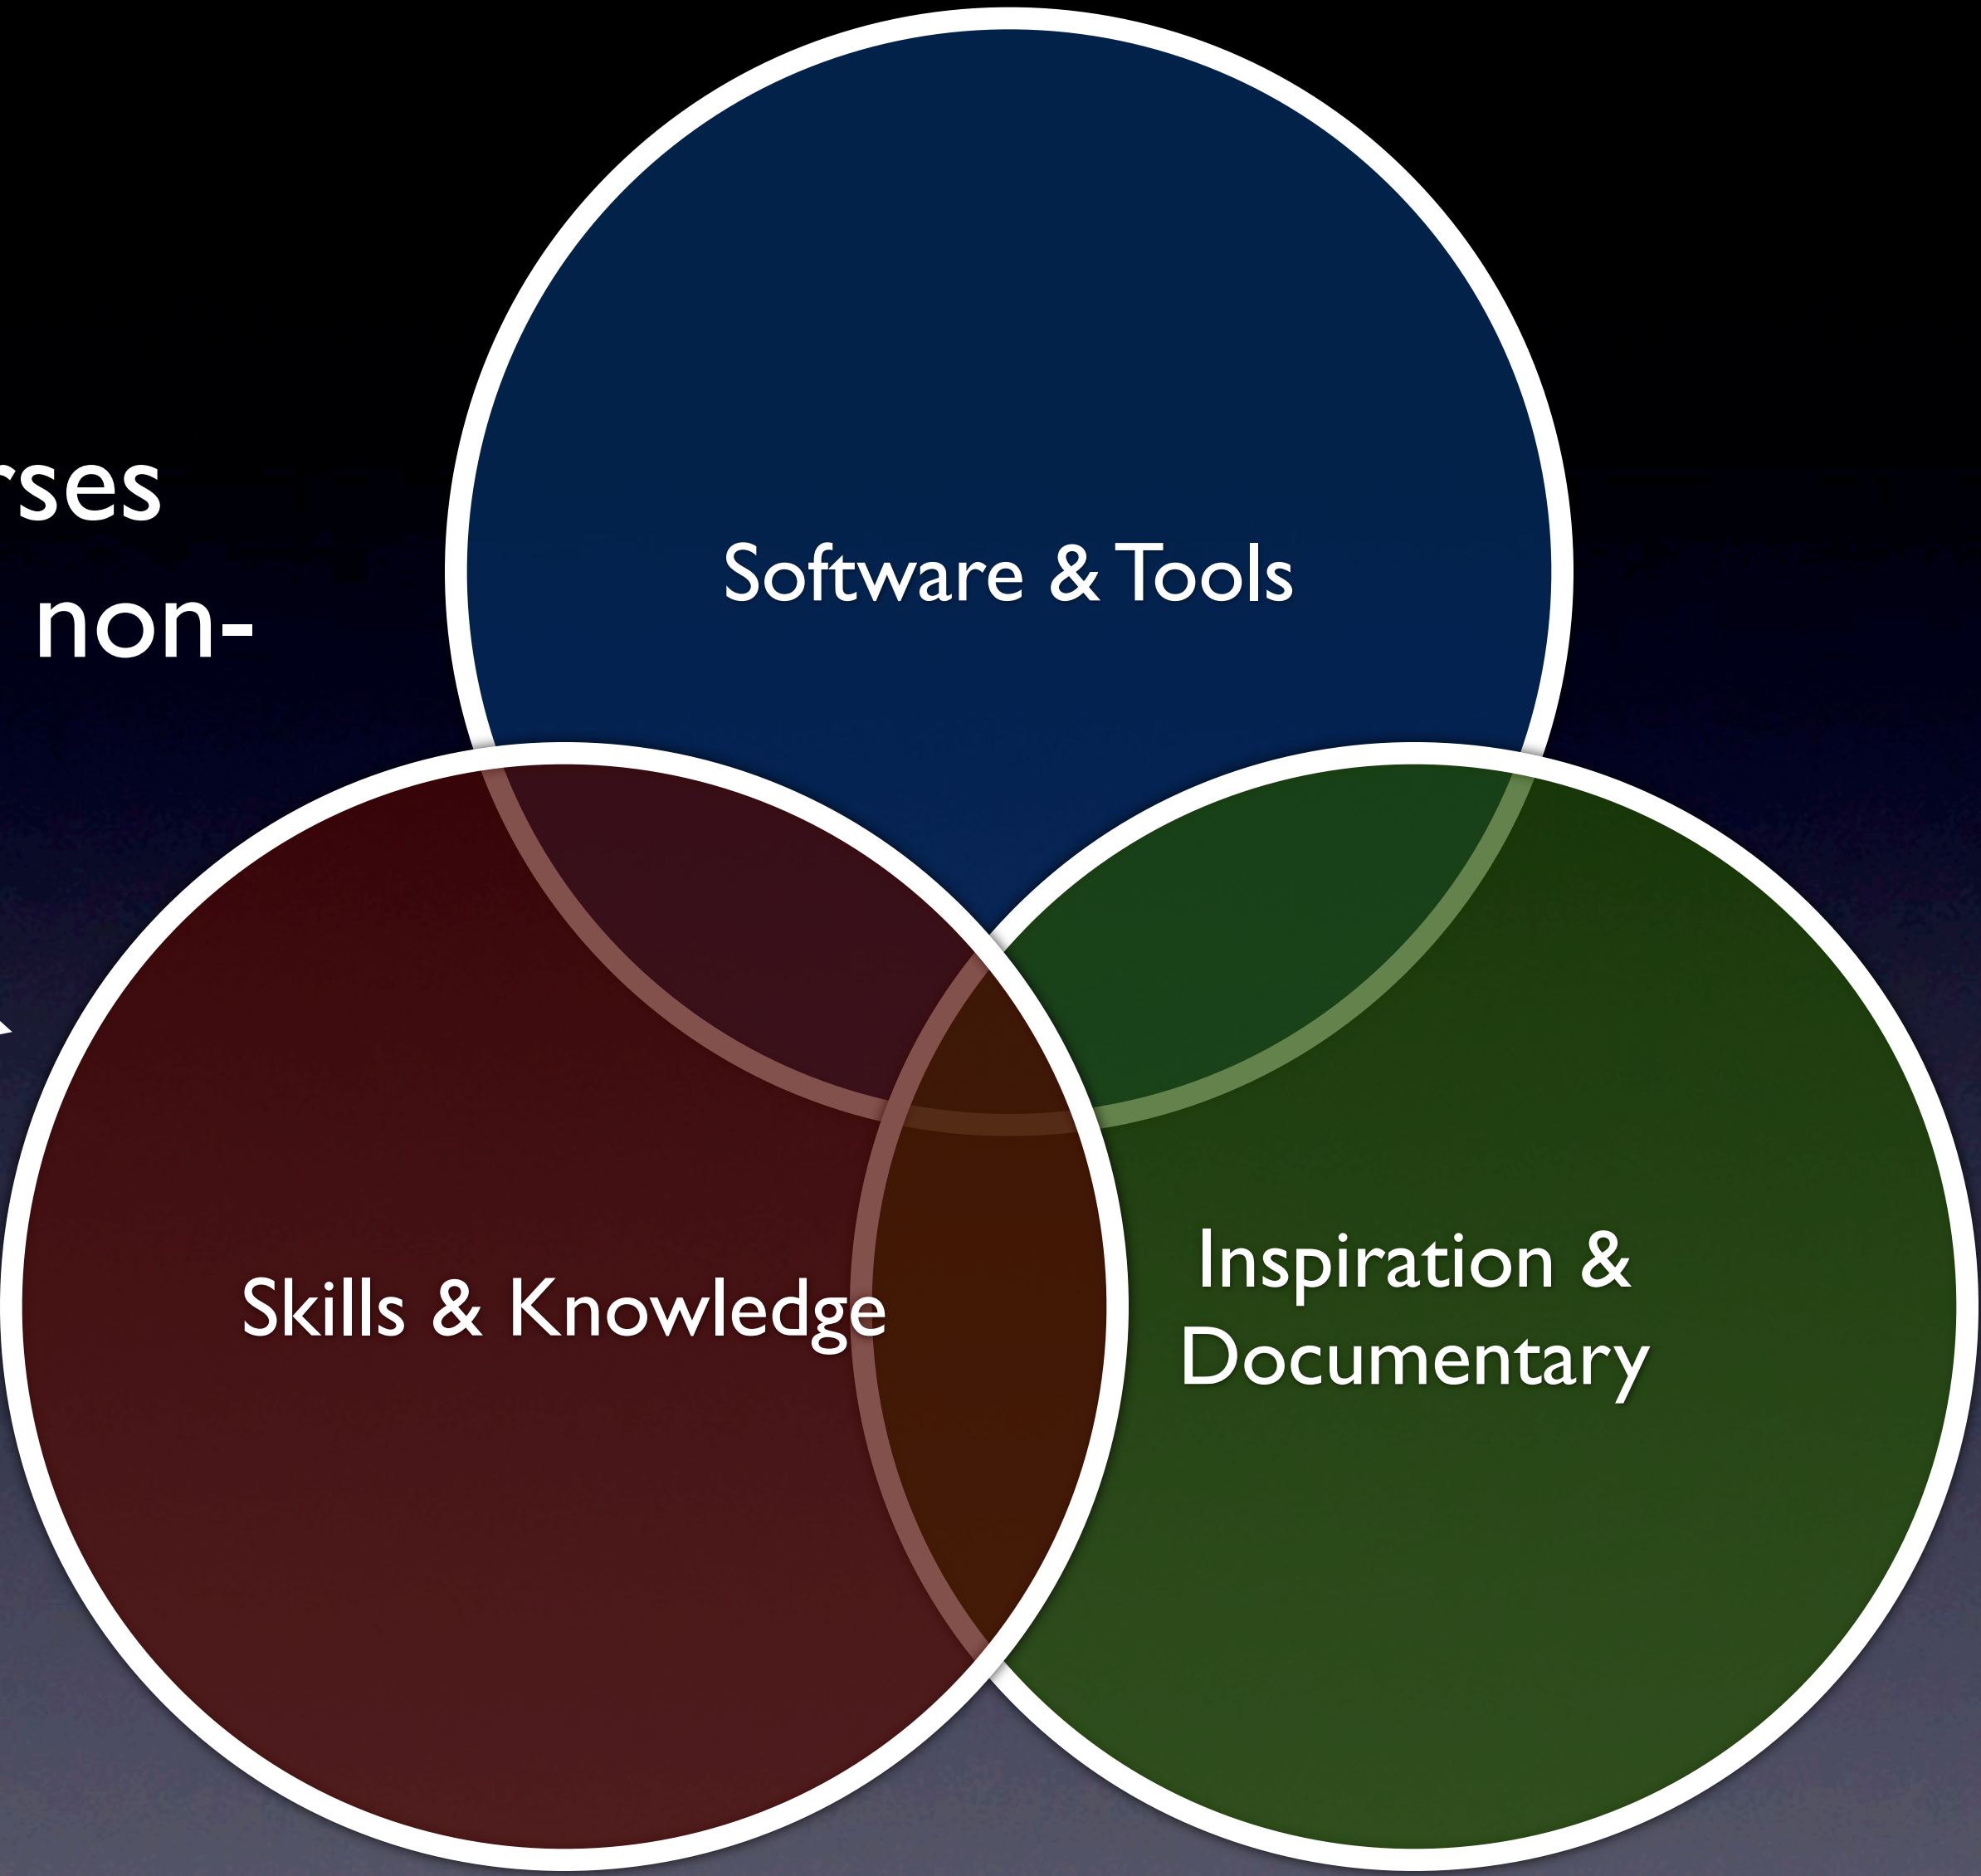 rses
non-
Software & Tools
Skills & Knowledge
Inspiration &
Documentary